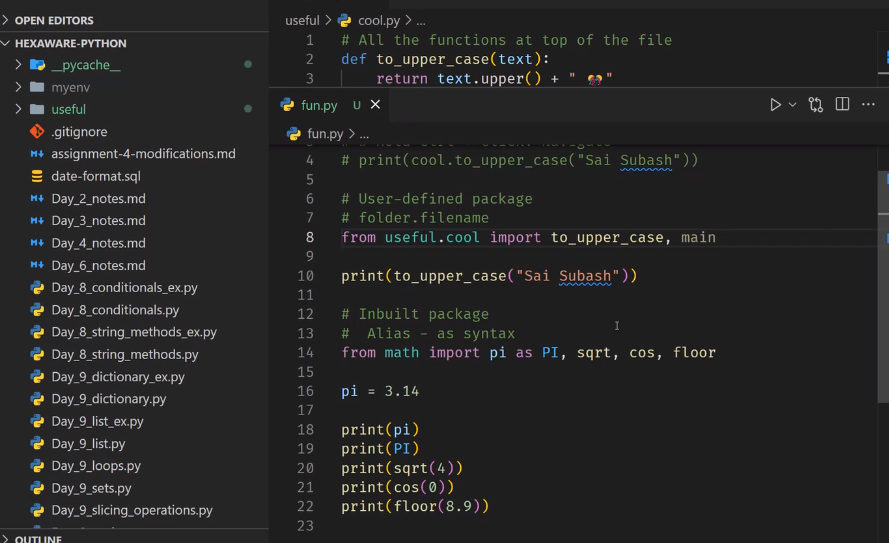 OPEN EDITORS
HEXAWARE-PYTHON
__pycache__
myenv
useful
.gitignore
assignment-4-modifications.md
date-format.sql
Day_2_notes.md
Day_3_notes.md
Day_4_notes.md
Day_6_notes.md
Day_8_conditionals_ex.py
Day_8_conditionals.py
Day_8_string_methods_ex.py
Day_8_string_methods.py
Day_9_dictionary_ex.py
Day_9_dictionary.py
Day_9_list_ex.py
Day_9_list.py
Day_9_loops.py
Day_9_sets.py
Day_9_slicing_operations.py
OUTLINE
useful > cool.py > ...
1 # All the functions at top of the file
2 def to_upper_case(text):
3     return text.upper() + " 🎊"
fun.py U
fun.py > ...
4 # print(cool.to_upper_case("Sai Subash"))
5
6 # User-defined package
7 # folder.filename
8 from useful.cool import to_upper_case, main
9
10 print(to_upper_case("Sai Subash"))
11
12 # Inbuilt package
13 #  Alias - as syntax
14 from math import pi as PI, sqrt, cos, floor
15
16 pi = 3.14
17
18 print(pi)
19 print(PI)
20 print(sqrt(4))
21 print(cos(0))
22 print(floor(8.9))
23